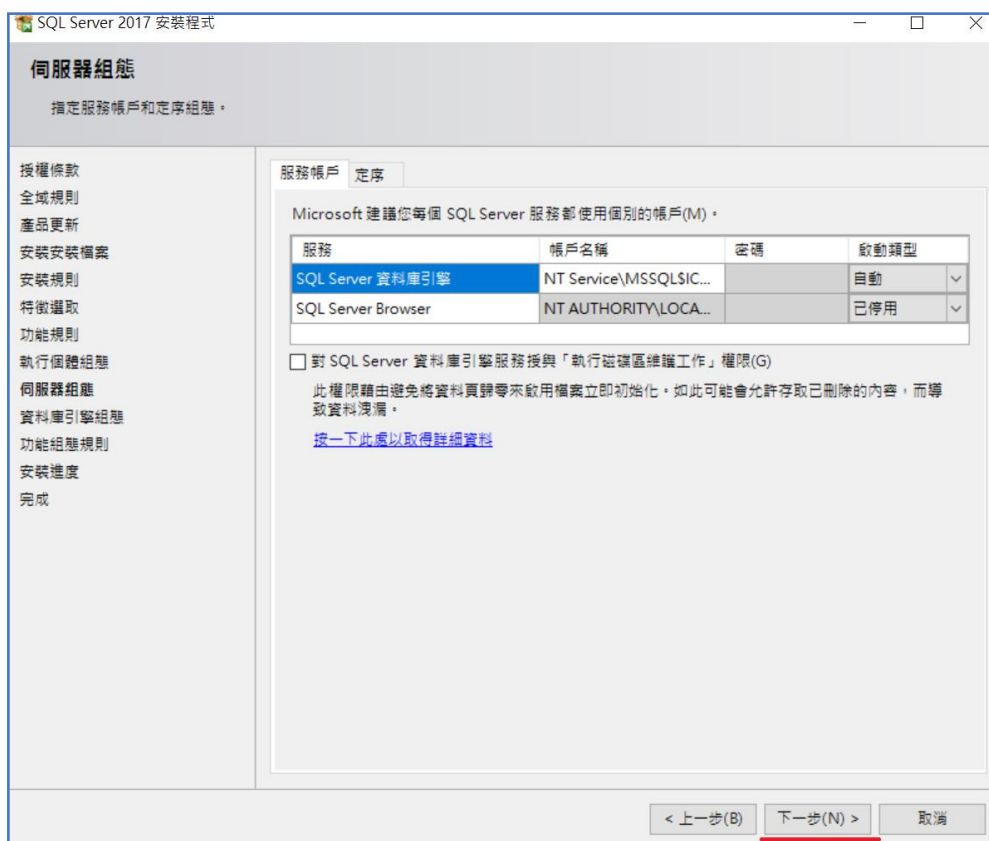 SQL Server 2017 安裝程式
伺服器組態
指定服務帳戶和定序組態。
授權條款
全域規則
產品更新
安裝安裝檔案
安裝規則
特徵選取
功能規則
執行個體組態
伺服器組態
資料庫引擎組態
功能組態規則
安裝進度
完成
服務帳戶 定序
Microsoft 建議您每個 SQL Server 服務都使用個別的帳戶(M)。
服務 帳戶名稱 密碼 啟動類型
SQL Server 資料庫引擎 NT Service\MSSQL$IC... 自動
SQL Server Browser NT AUTHORITY\LOCA... 已停用
對 SQL Server 資料庫引擎服務授與「執行磁碟區維護工作」權限(G)
此權限藉由避免將資料頁歸零來啟用檔案立即初始化。如此可能會允許存取已刪除的內容，而導
致資料洩漏。
按一下此處以取得詳細資料
< 上一步(B) 下一步(N) > 取消